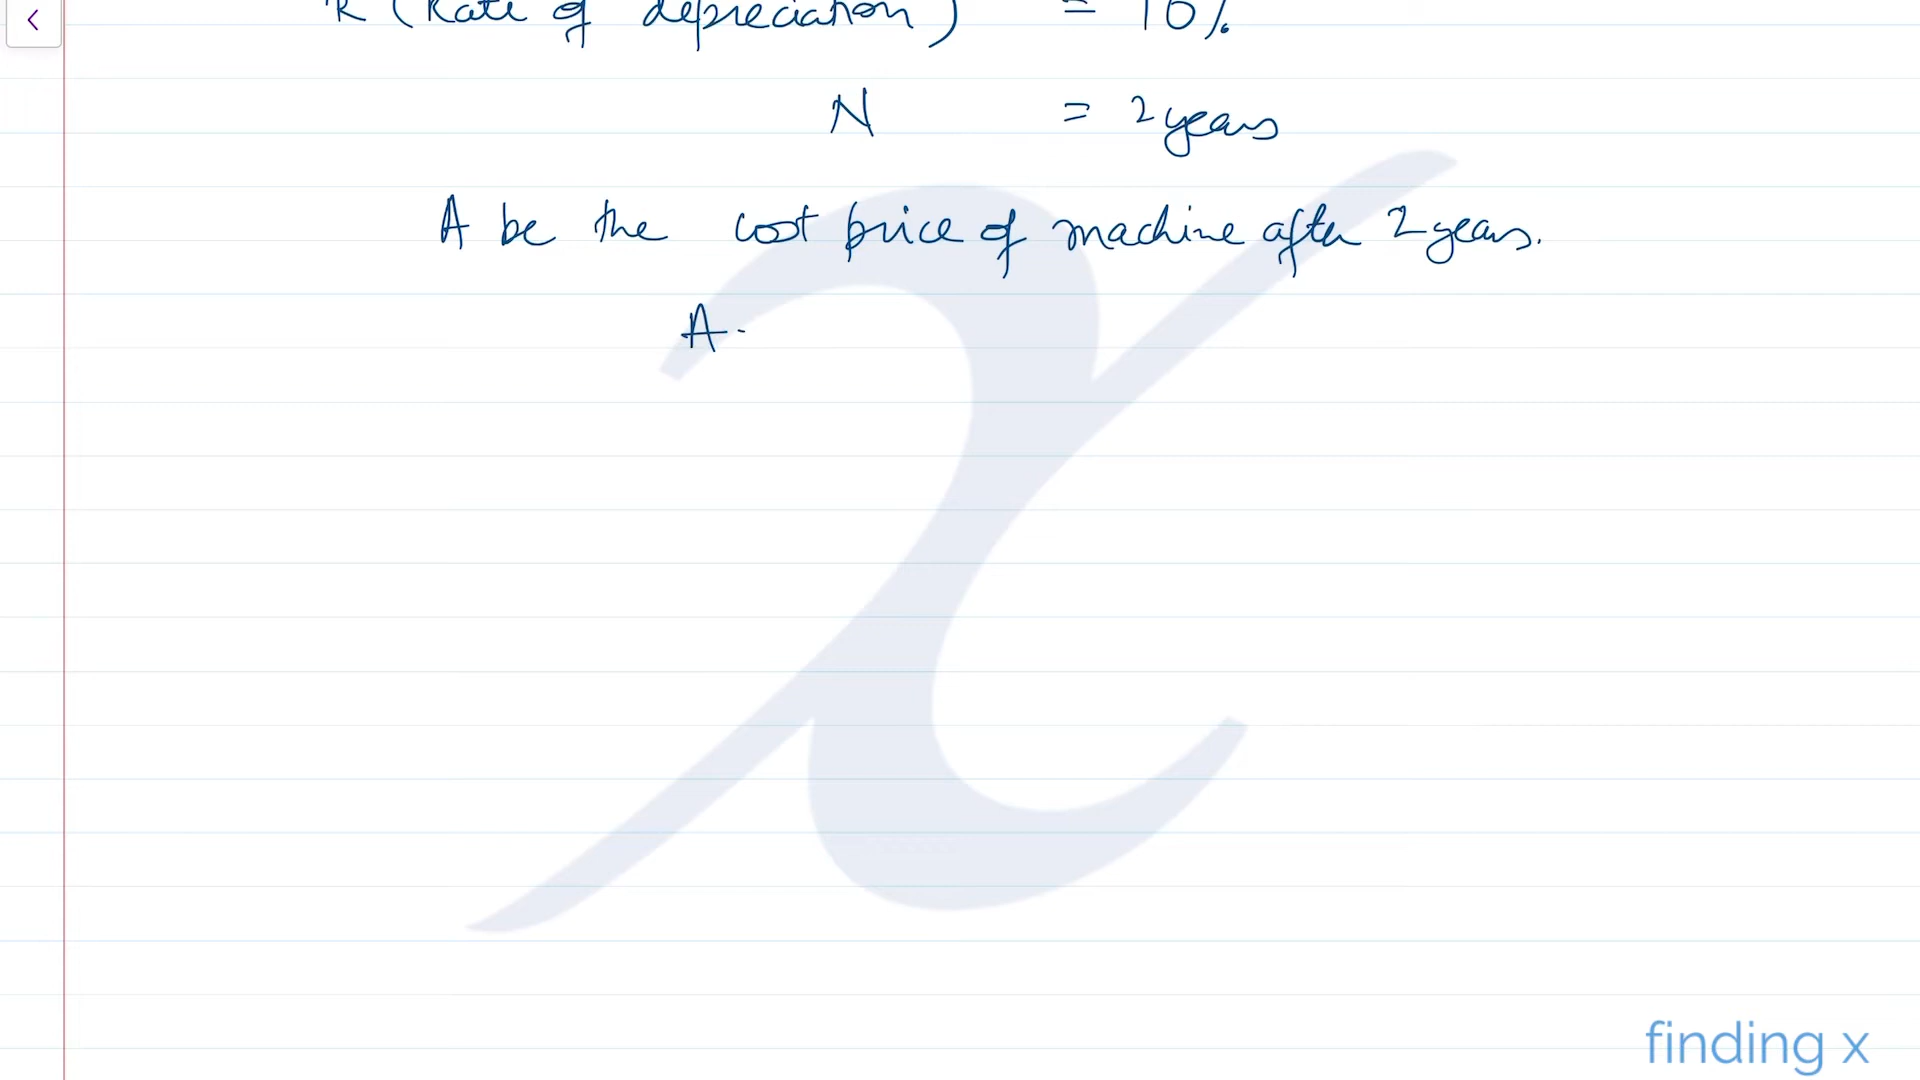 R (Rate of depreciation) = 10%
N = 2 years
A be the cost price of machine after 2 years.
A -
finding x